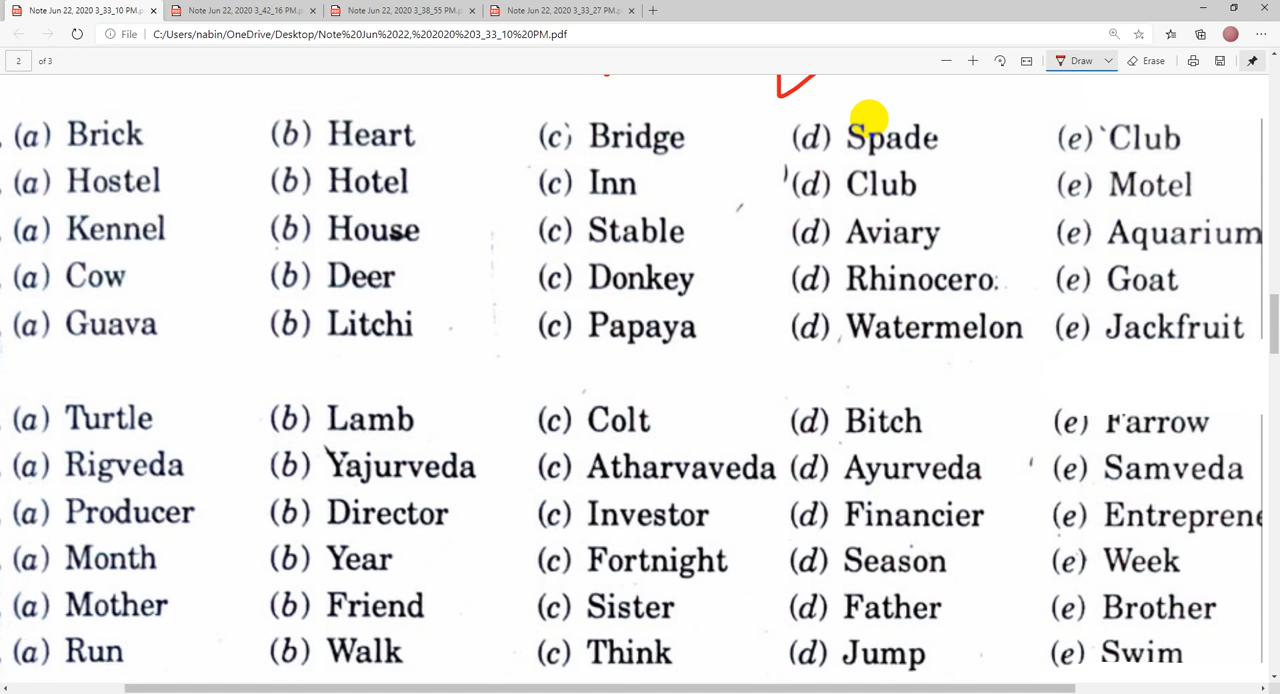 Note Jun 22, 2020 3_33_10 PM.p Note Jun 22, 2020 3_42_16 PM.p Note Jun 22, 2020 3_38_55 PM.p Note Jun 22, 2020 3_33_27 PM.p
File C:/Users/nabin/OneDrive/Desktop/Note%20Jun%2022,%202020%203_33_10%20PM.pdf
2 of 3 Draw Erase
(a) Brick (b) Heart (c) Bridge (d) Spade (e) Club
(a) Hostel (b) Hotel (c) Inn (d) Club (e) Motel
(a) Kennel (b) House (c) Stable (d) Aviary (e) Aquarium
(a) Cow (b) Deer (c) Donkey (d) Rhinocero (e) Goat
(a) Guava (b) Litchi (c) Papaya (d) Watermelon (e) Jackfruit
(a) Turtle (b) Lamb (c) Colt (d) Bitch (e) Farrow
(a) Rigveda (b) Yajurveda (c) Atharvaveda (d) Ayurveda (e) Samveda
(a) Producer (b) Director (c) Investor (d) Financier (e) Entreprene
(a) Month (b) Year (c) Fortnight (d) Season (e) Week
(a) Mother (b) Friend (c) Sister (d) Father (e) Brother
(a) Run (b) Walk (c) Think (d) Jump (e) Swim